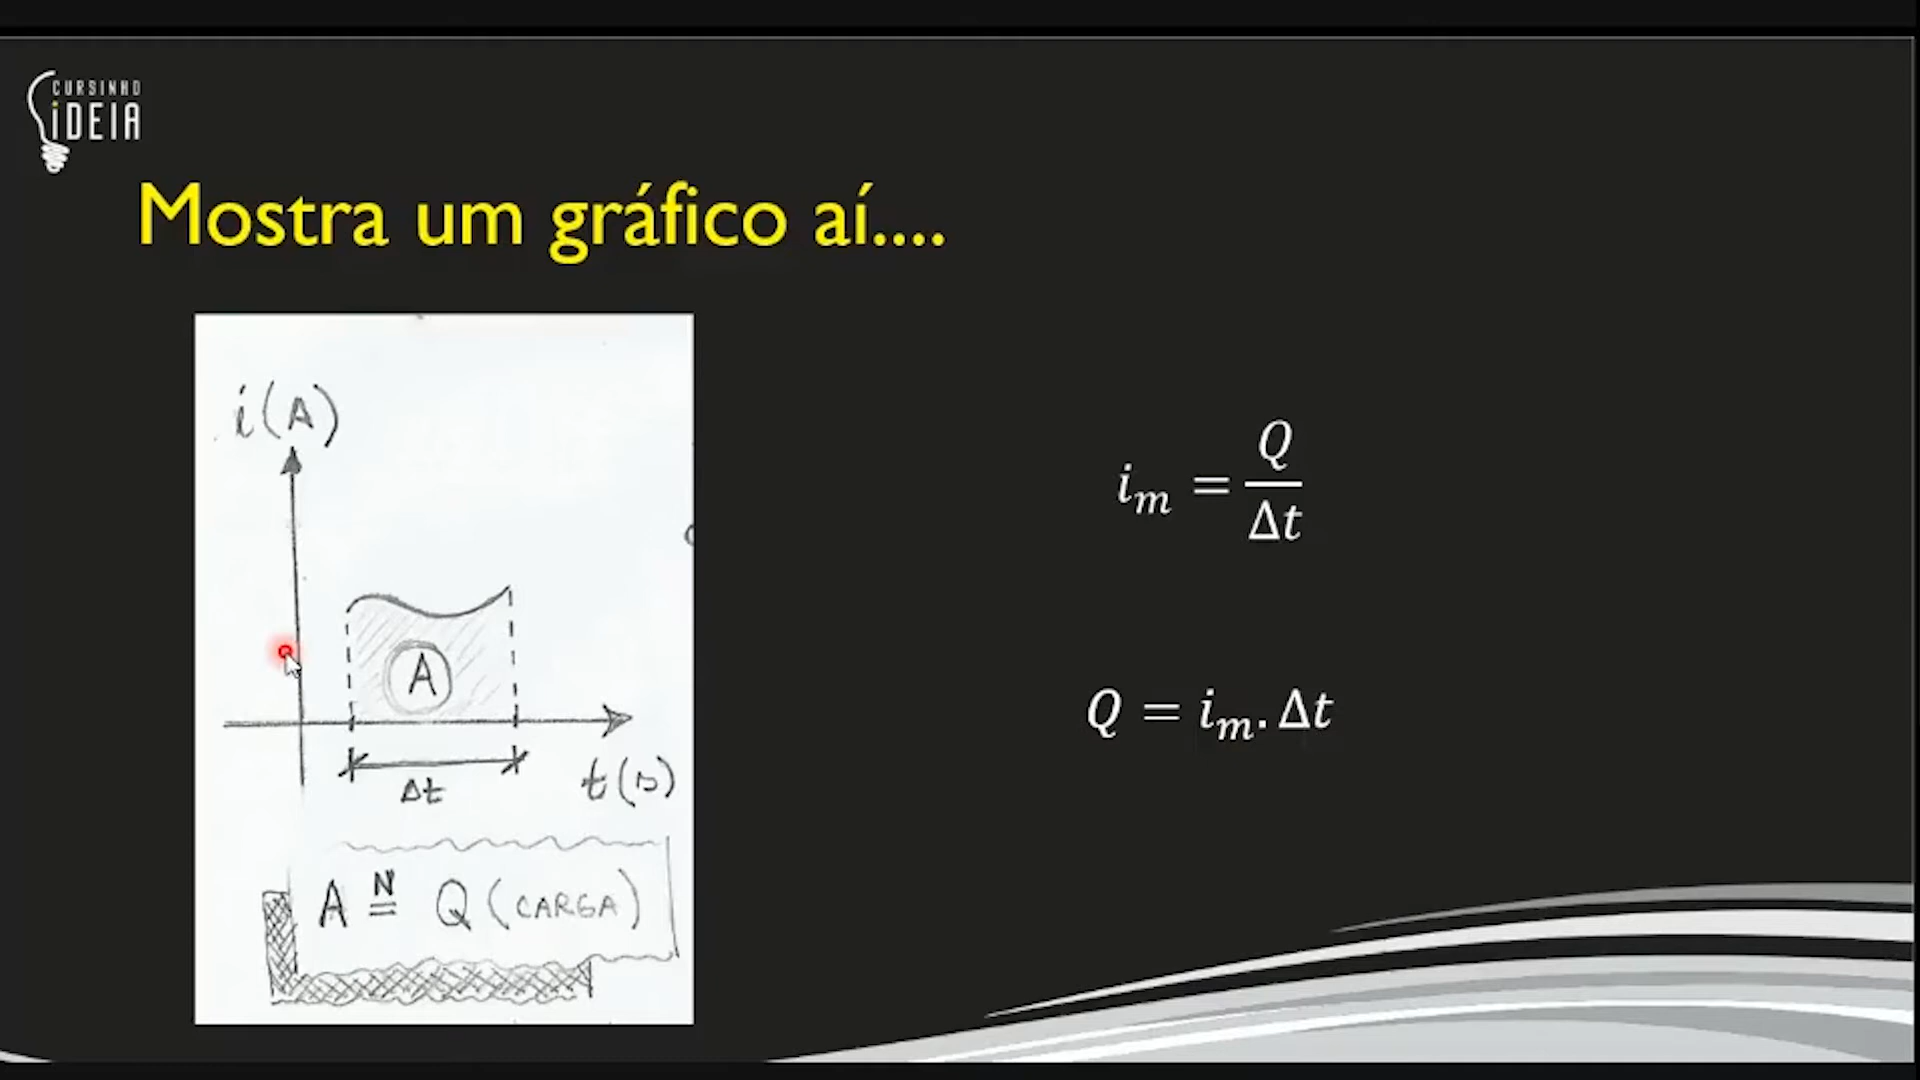 CURSINHO
iDEIA
Mostra um gráfico aí....
i(A)
A
Δt
t(s)
A N= Q (CARGA)
i_m = Q/Δt
Q = i_m . Δt